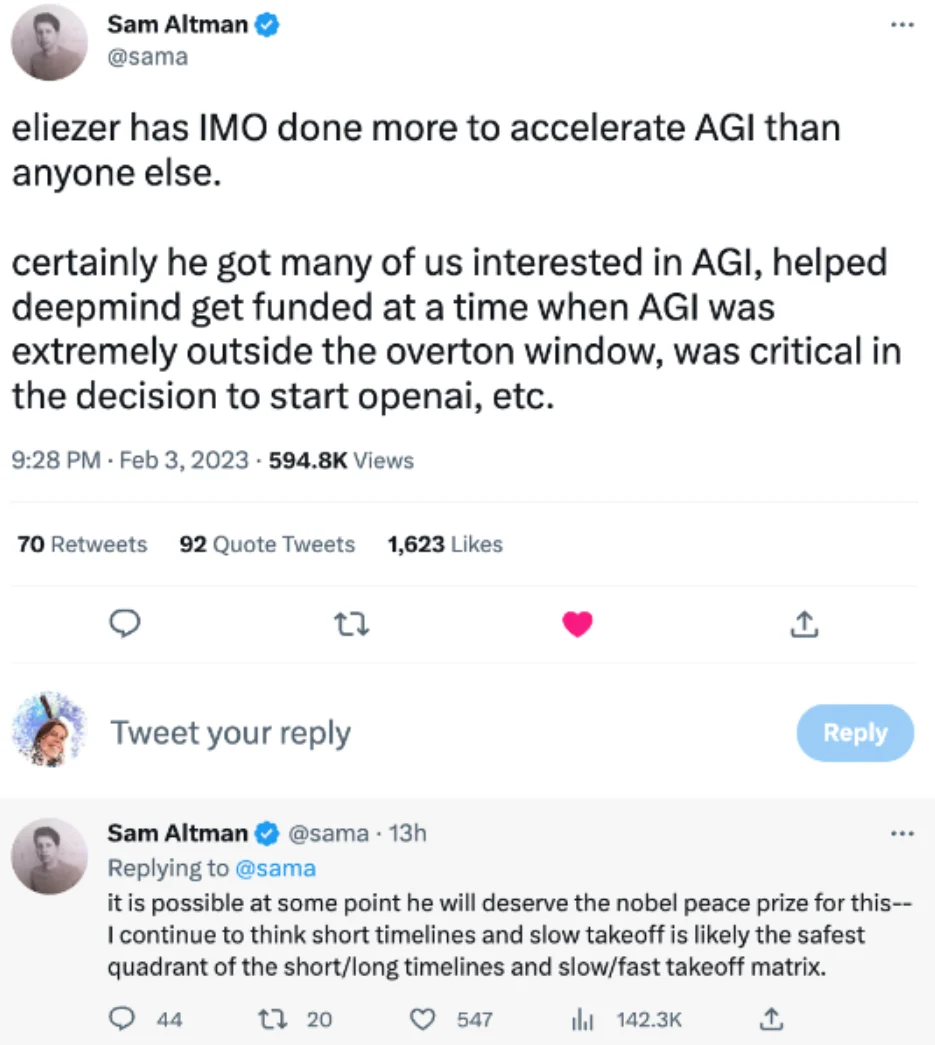 Sam Altman
@sama
eliezer has IMO done more to accelerate AGI than
anyone else.
certainly he got many of us interested in AGI, helped
deepmind get funded at a time when AGI was
extremely outside the overton window, was critical in
the decision to start openai, etc.
9:28 PM · Feb 3, 2023 · 594.8K Views
70 Retweets 92 Quote Tweets 1,623 Likes
Tweet your reply
Reply
Sam Altman @sama · 13h
Replying to @sama
it is possible at some point he will deserve the nobel peace prize for this--
I continue to think short timelines and slow takeoff is likely the safest
quadrant of the short/long timelines and slow/fast takeoff matrix.
44 20 547 142.3K